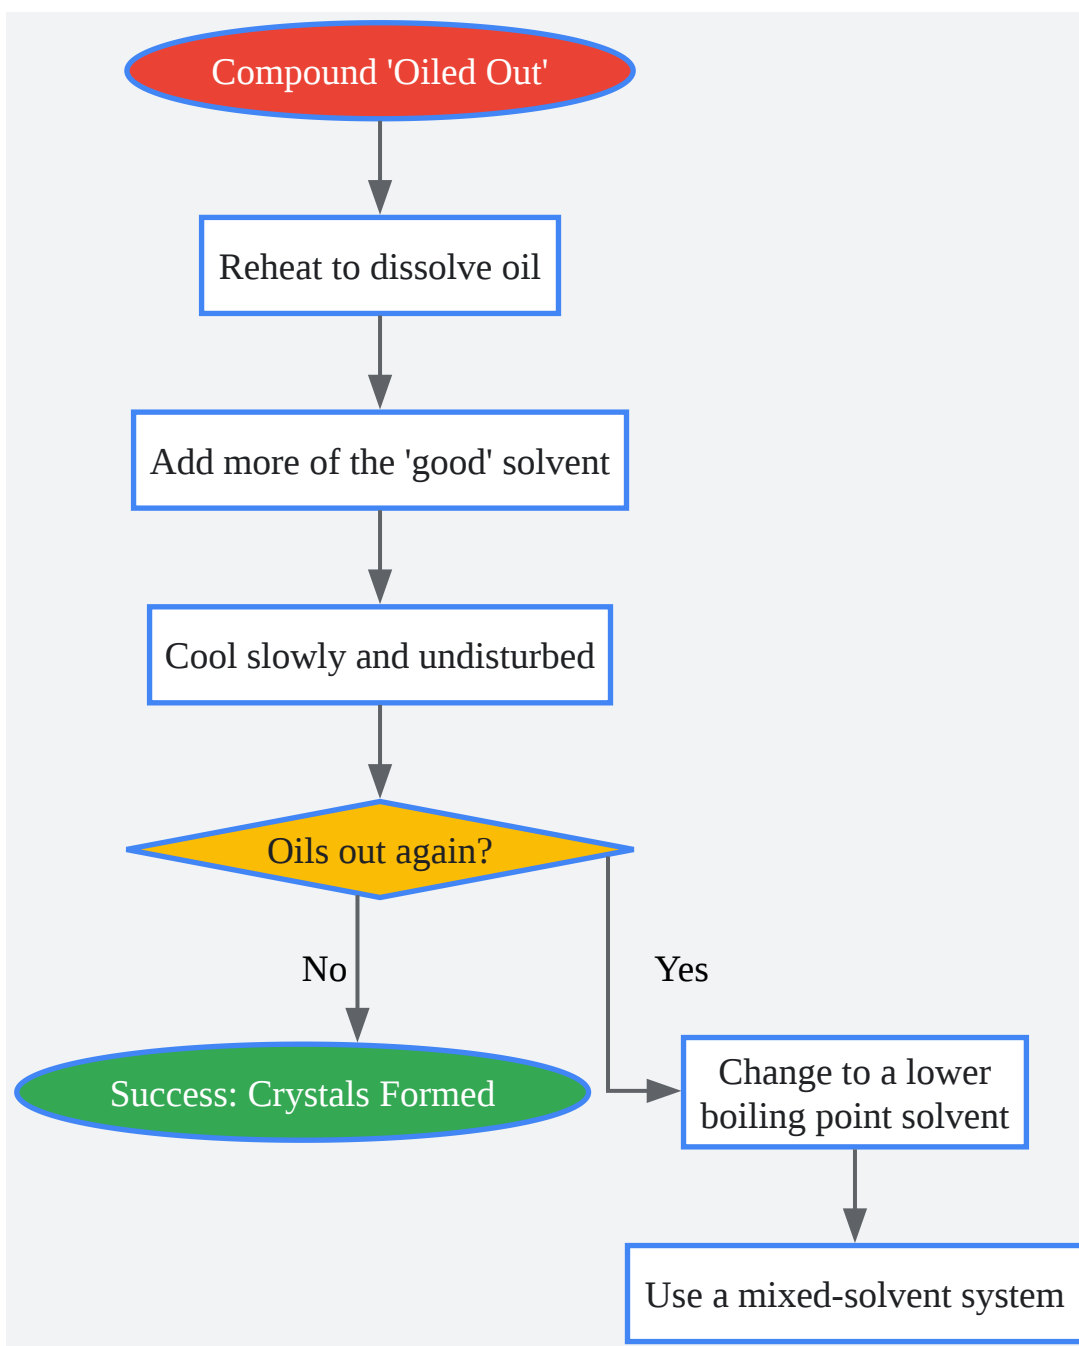 Compound 'Oiled Out'
Reheat to dissolve oil
Add more of the 'good' solvent
Cool slowly and undisturbed
Oils out again?
No
Yes
Success: Crystals Formed
Change to a lower
boiling point solvent
Use a mixed-solvent system